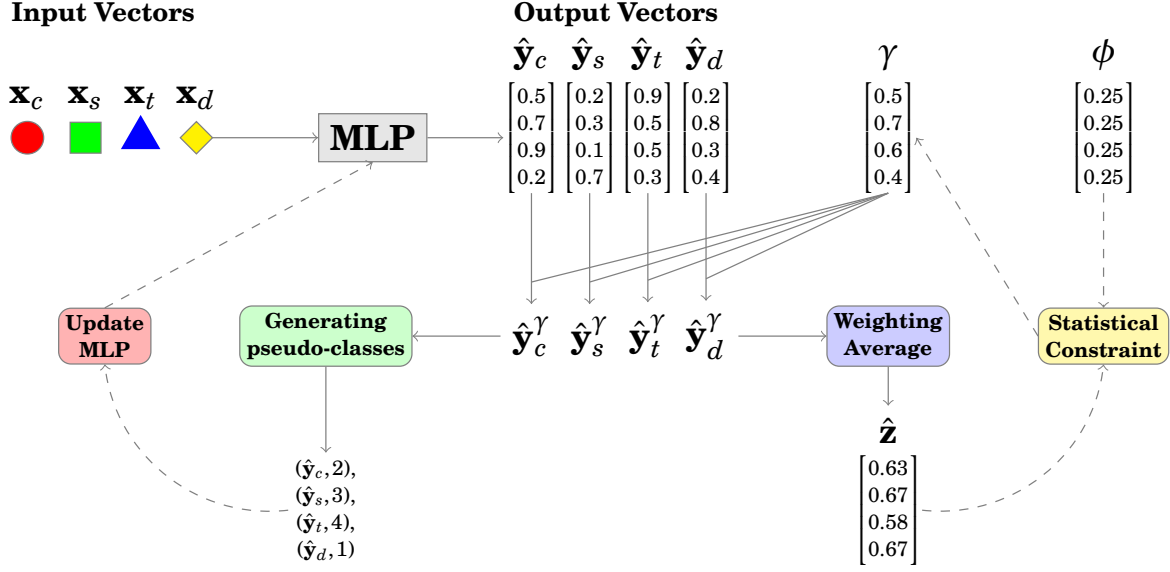 Input Vectors
Output Vectors
x_c x_s x_t x_d
ŷ_c ŷ_s ŷ_t ŷ_d γ ϕ
MLP
0.5 0.2 0.9 0.2 0.5 0.25
0.7 0.3 0.5 0.8 0.7 0.25
0.9 0.1 0.5 0.3 0.6 0.25
0.2 0.7 0.3 0.4 0.4 0.25
Update
MLP
Generating
pseudo-classes
ŷ_c^γ ŷ_s^γ ŷ_t^γ ŷ_d^γ
Weighting
Average
Statistical
Constraint
(ŷ_c, 2),
(ŷ_s, 3),
(ŷ_t, 4),
(ŷ_d, 1)
ẑ
0.63
0.67
0.58
0.67